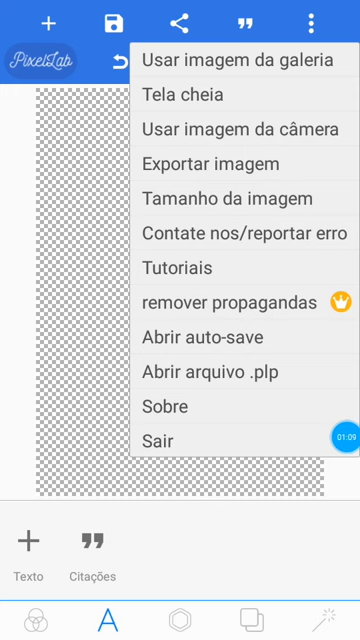 PixelLab
Usar imagem da galeria
Tela cheia
Usar imagem da câmera
Exportar imagem
Tamanho da imagem
Contate nos/reportar erro
Tutoriais
remover propagandas
Abrir auto-save
Abrir arquivo .plp
Sobre
Sair
01:09
Texto
Citações